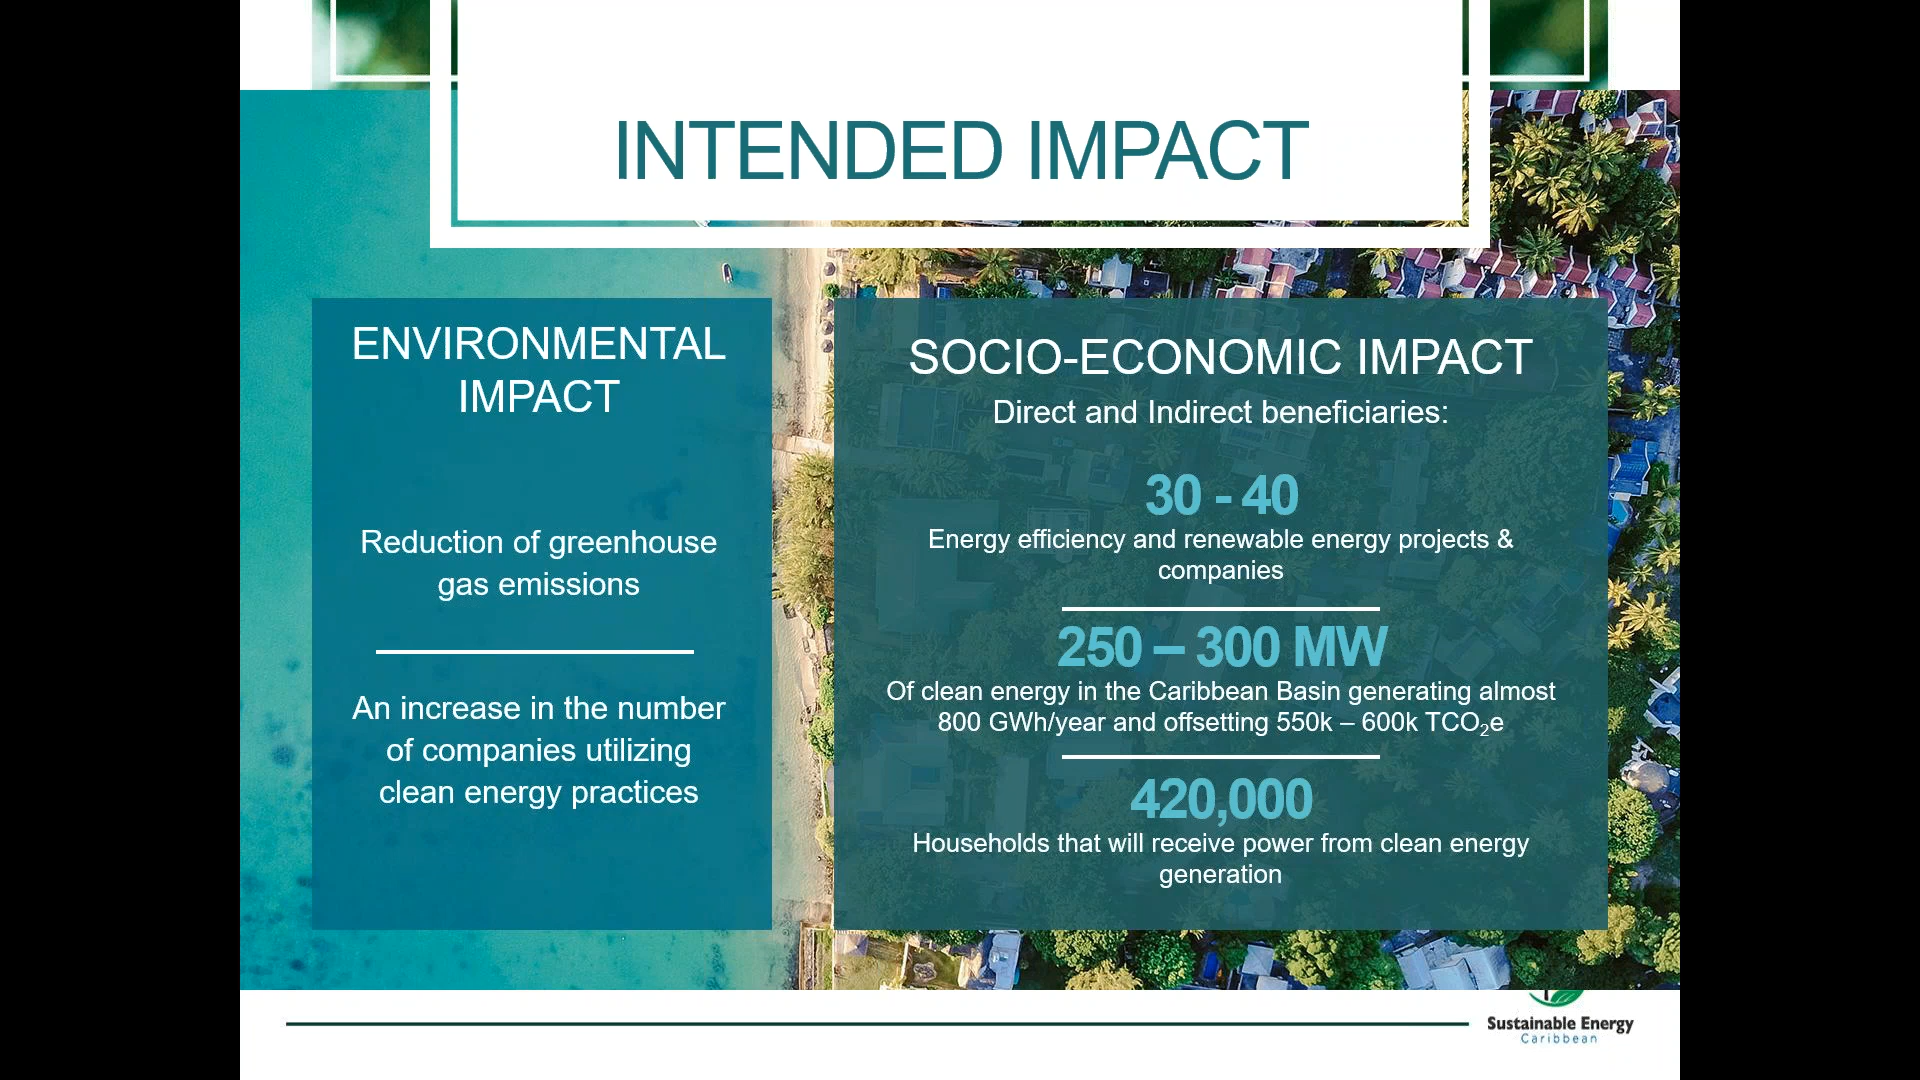 INTENDED IMPACT
ENVIRONMENTAL
IMPACT
Reduction of greenhouse
gas emissions
An increase in the number
of companies utilizing
clean energy practices
SOCIO-ECONOMIC IMPACT
Direct and Indirect beneficiaries:
30 - 40
Energy efficiency and renewable energy projects &
companies
250 – 300 MW
Of clean energy in the Caribbean Basin generating almost
800 GWh/year and offsetting 550k – 600k TCO₂e
420,000
Households that will receive power from clean energy
generation
Sustainable Energy
Caribbean